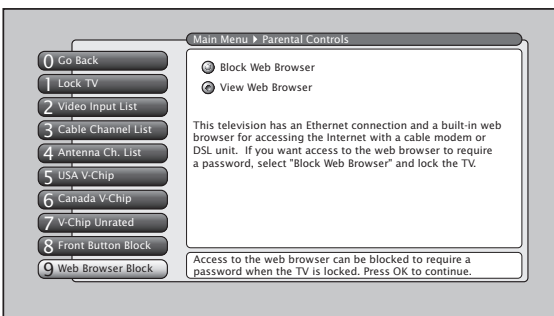 Main Menu ▸ Parental Controls
0 Go Back
1 Lock TV
2 Video Input List
3 Cable Channel List
4 Antenna Ch. List
5 USA V-Chip
6 Canada V-Chip
7 V-Chip Unrated
8 Front Button Block
9 Web Browser Block
Block Web Browser
View Web Browser
This television has an Ethernet connection and a built-in web
browser for accessing the Internet with a cable modem or
DSL unit. If you want access to the web browser to require
a password, select "Block Web Browser" and lock the TV.
Access to the web browser can be blocked to require a
password when the TV is locked. Press OK to continue.